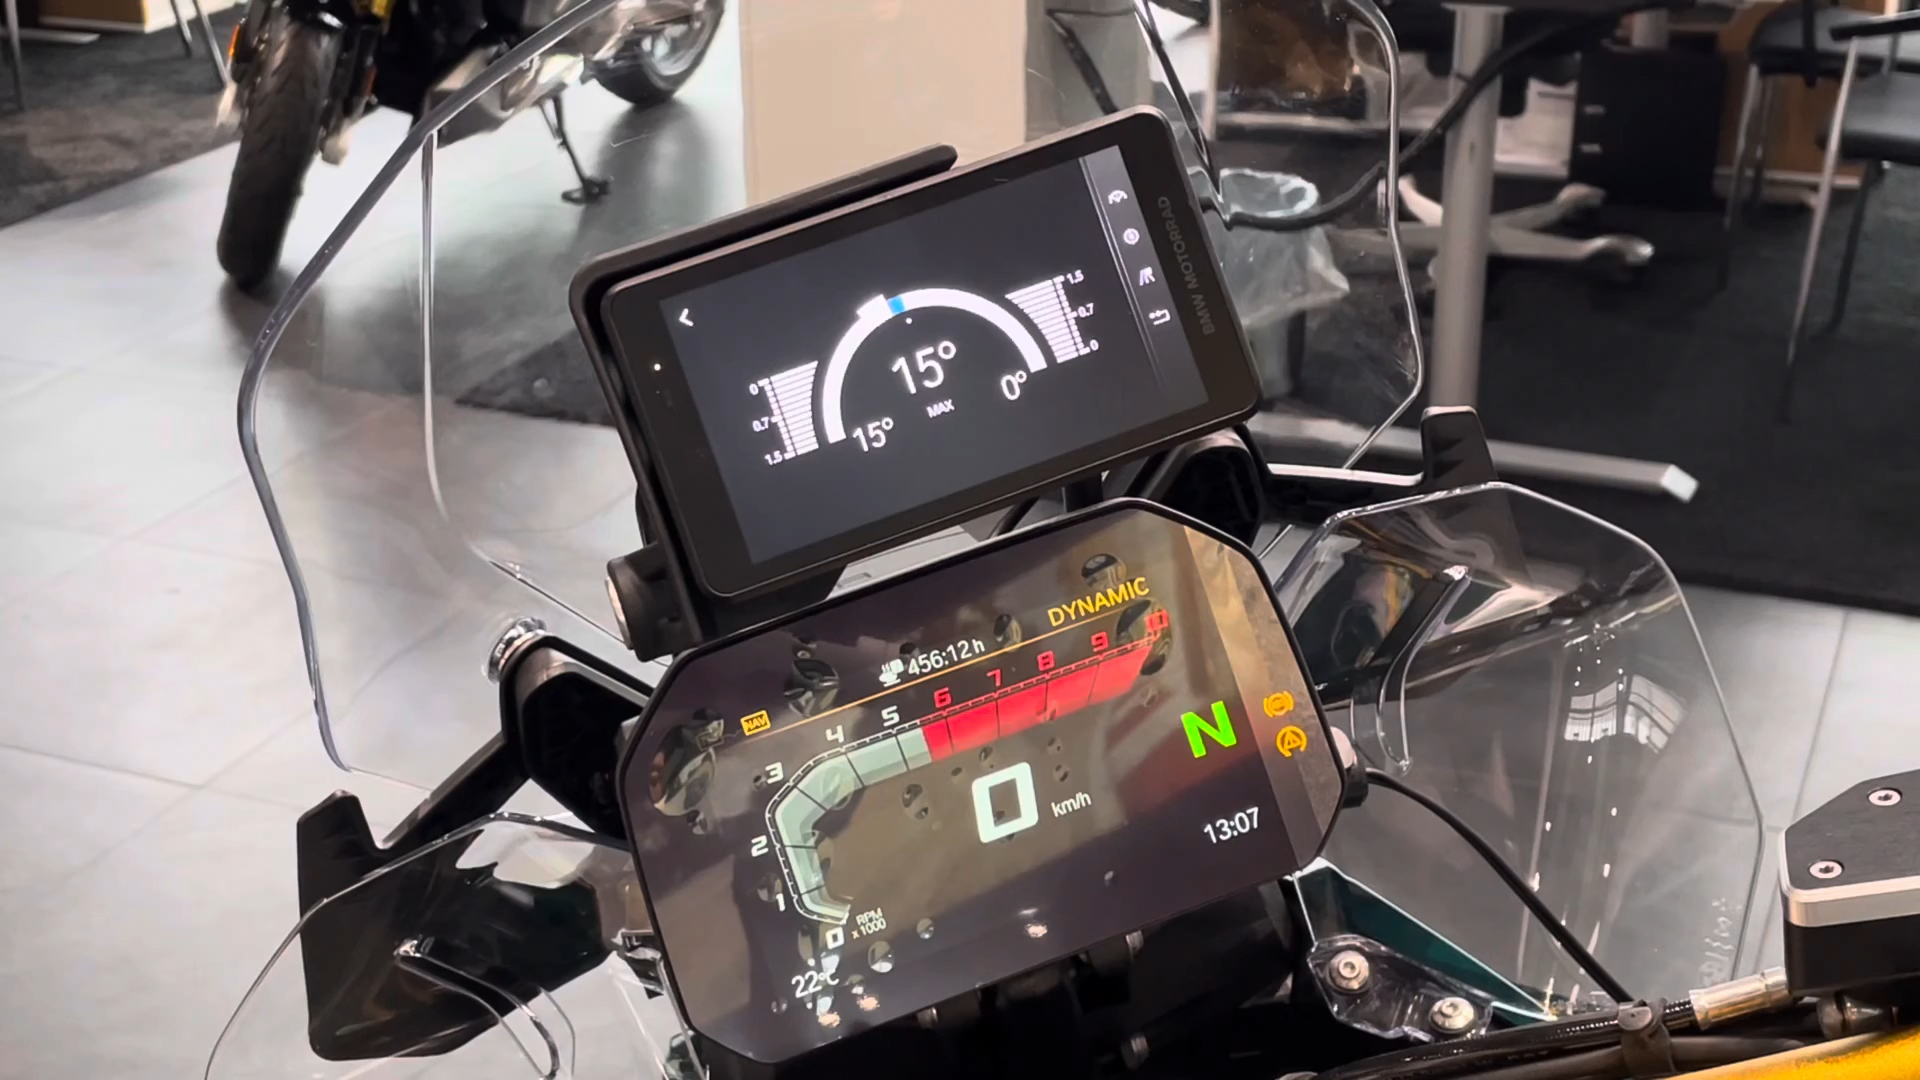 BMW MOTORRAD
1.5
0.7
0
0
0.7
1.5
15°
MAX
15°
0°
DYNAMIC
456:12 h
NAV
1
2
3
4
5
6
7
8
9
10
N
0 km/h
13:07
0
RPM
x 1000
22°C